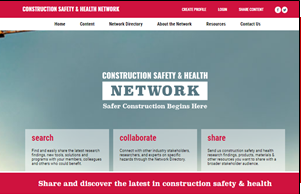 CONSTRUCTION SAFETY & HEALTH NETWORK
CREATE PROFILE LOGIN SHARE CONTENT
Home Content Network Directory About the Network Resources Contact Us
CONSTRUCTION SAFETY & HEALTH
NETWORK
Safer Construction Begins Here
search
Find and easily share the latest research
findings, new tools, solutions and
programs with your members, colleagues
and others who could benefit
collaborate
Connect with other industry stakeholders,
researchers, and experts on specific
hazards through the Network Directory.
share
Send us construction safety and health
research findings, products, materials &
other resources you want to share with a
broader stakeholder audience.
Share and discover the latest in construction safety & health